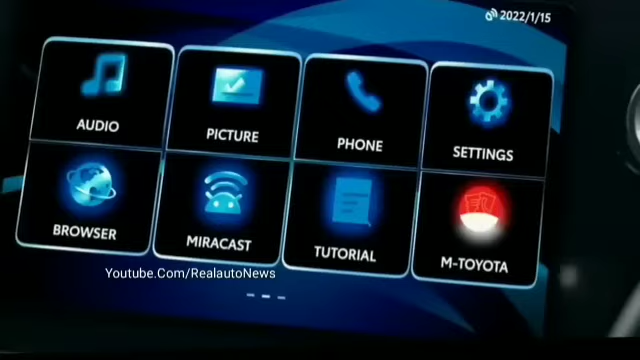 2022/1/15
AUDIO
PICTURE
PHONE
SETTINGS
BROWSER
MIRACAST
TUTORIAL
M-TOYOTA
Youtube.Com/RealautoNews